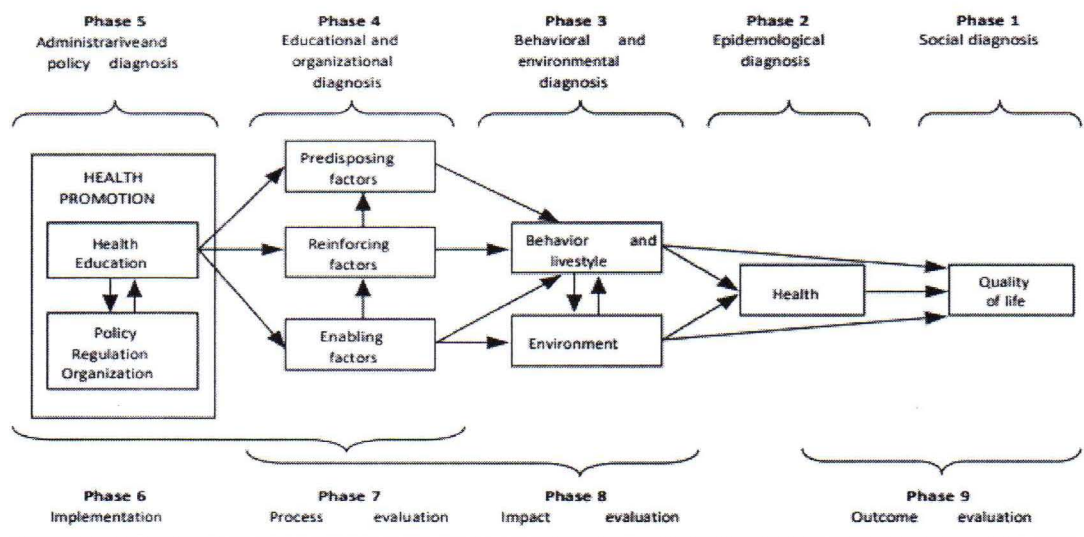 Phase 5
Administrariveand
policy diagnosis
Phase 4
Educational and
organizational
diagnosis
Phase 3
Behavioral and
environmental
diagnosis
Phase 2
Epidemological
diagnosis
Phase 1
Social diagnosis
HEALTH
PROMOTION
Health
Education
Policy
Regulation
Organization
Predisposing
factors
Reinforcing
factors
Enabling
factors
Behavior and
livestyle
Environment
Health
Quality
of life
Phase 6
Implementation
Phase 7
Process evaluation
Phase 8
Impact evaluation
Phase 9
Outcome evaluation